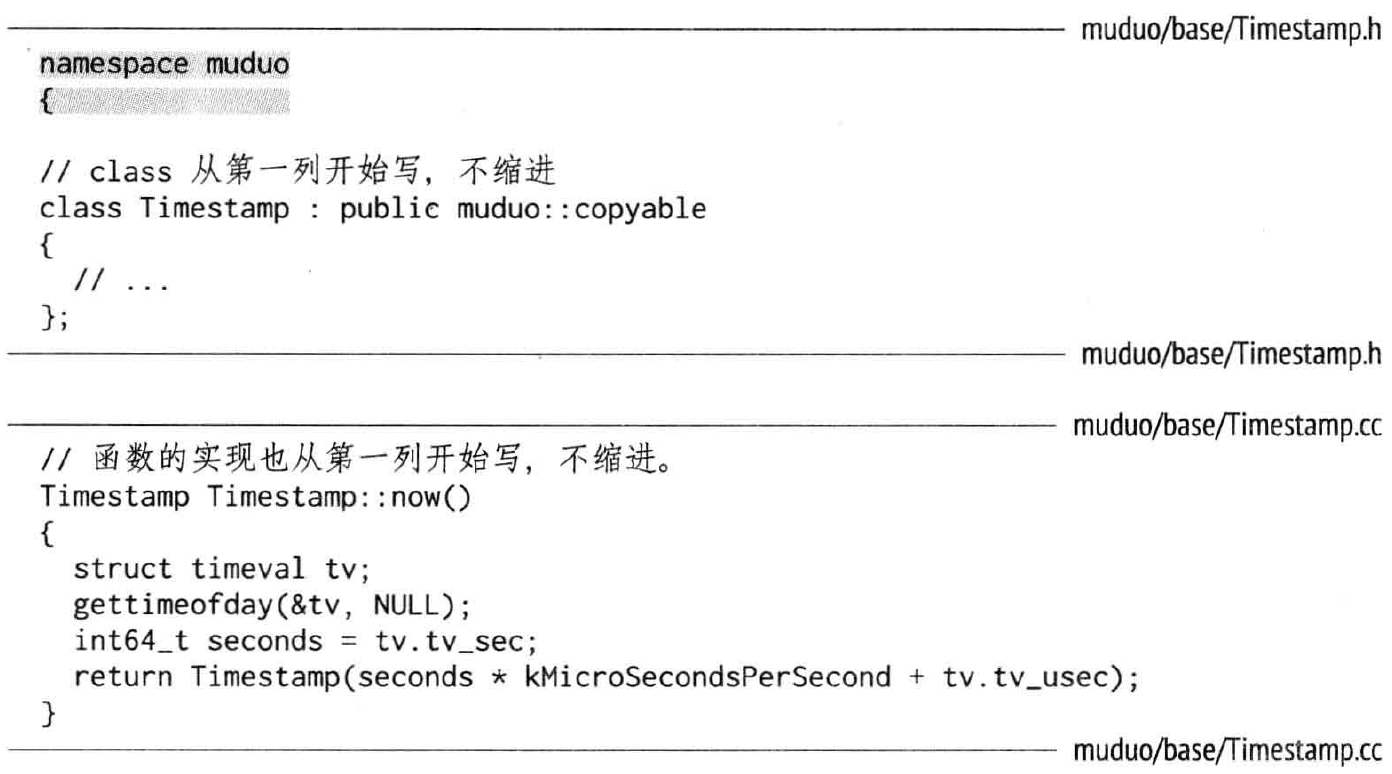 muduo/base/Timestamp.h
namespace muduo
{
// class 从第一列开始写，不缩进
class Timestamp : public muduo::copyable
{
  // ...
};
muduo/base/Timestamp.h
muduo/base/Timestamp.cc
// 函数的实现也从第一列开始写，不缩进。
Timestamp Timestamp::now()
{
  struct timeval tv;
  gettimeofday(&tv, NULL);
  int64_t seconds = tv.tv_sec;
  return Timestamp(seconds * kMicroSecondsPerSecond + tv.tv_usec);
}
muduo/base/Timestamp.cc